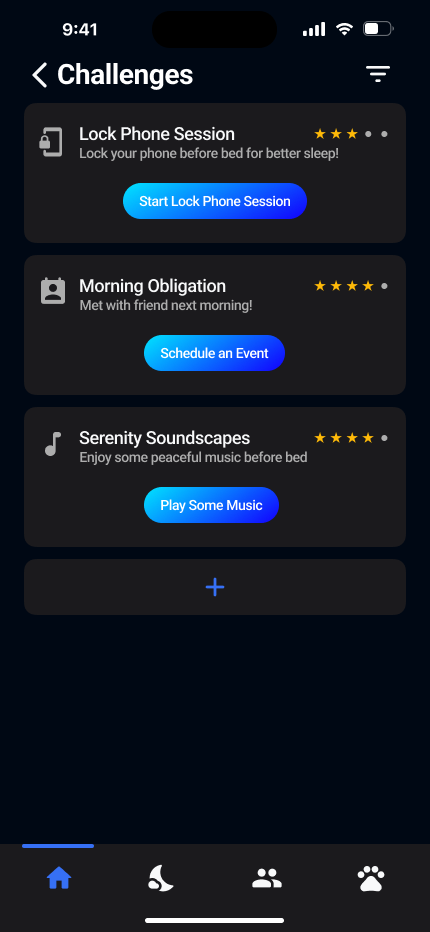 9:41
Challenges
Lock Phone Session
Lock your phone before bed for better sleep!
Start Lock Phone Session
Morning Obligation
Met with friend next morning!
Schedule an Event
Serenity Soundscapes
Enjoy some peaceful music before bed
Play Some Music